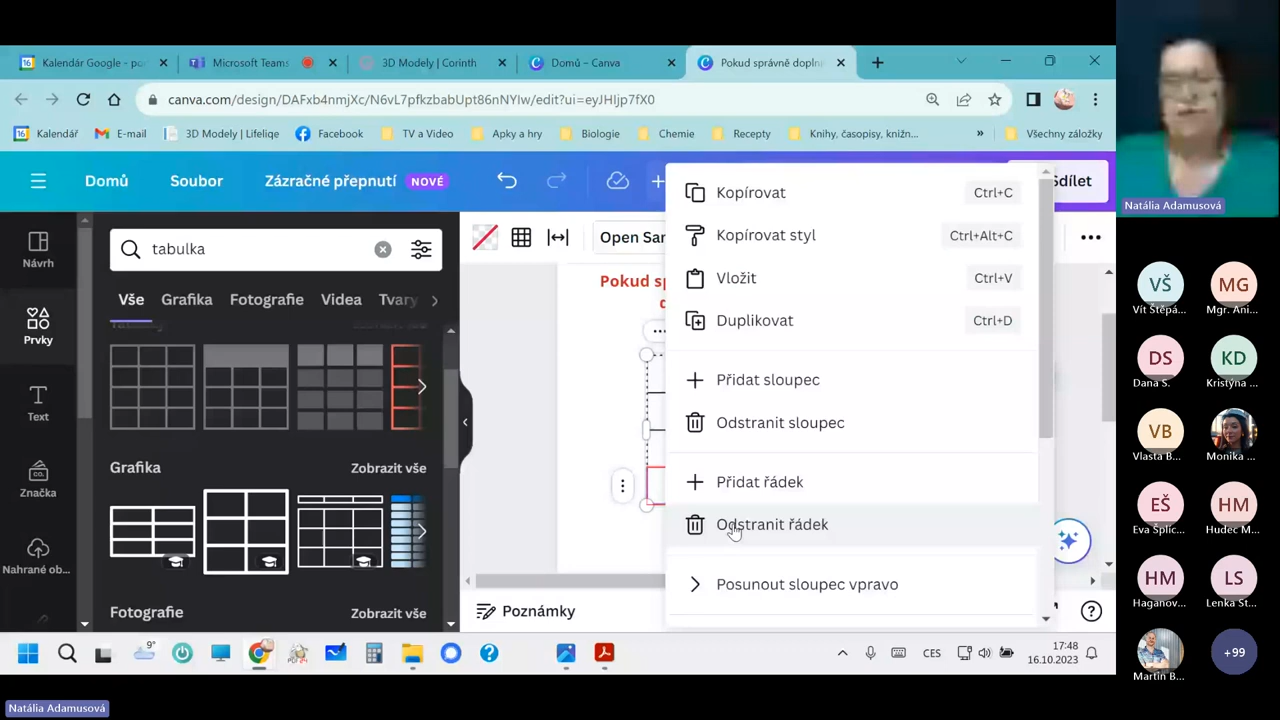 Kalendár Google - po
Microsoft Teams
3D Modely | Corinth
Domů – Canva
Pokud správně doplní
canva.com/design/DAFxb4nmjXc/N6vL7pfkzbabUpt86nNYIw/edit?ui=eyJHIjp7fX0
Kalendář
E-mail
3D Modely | Lifeliqe
Facebook
TV a Video
Apky a hry
Biologie
Chemie
Recepty
Knihy, časopisy, knižn...
»
Všechny záložky
Domů
Soubor
Zázračné přepnutí
NOVÉ
Sdílet
Návrh
Prvky
Text
Značka
Nahrané ob...
tabulka
Vše
Grafika
Fotografie
Videa
Tvary
Grafika
Zobrazit vše
Fotografie
Zobrazit vše
Open San
Pokud sp
Kopírovat
Ctrl+C
Kopírovat styl
Ctrl+Alt+C
Vložit
Ctrl+V
Duplikovat
Ctrl+D
Přidat sloupec
Odstranit sloupec
Přidat řádek
Odstranit řádek
Posunout sloupec vpravo
Poznámky
9°
CES
17:48
16.10.2023
Natália Adamusová
VŠ
Vít Štěpá...
MG
Mgr. Ani...
DS
Dana S.
KD
Kristýna ...
VB
Vlasta B...
Monika ...
EŠ
Eva Šplíc...
HM
Hudec M...
HM
Haganov...
LS
Lenka St...
Martin B...
+99
Natália Adamusová